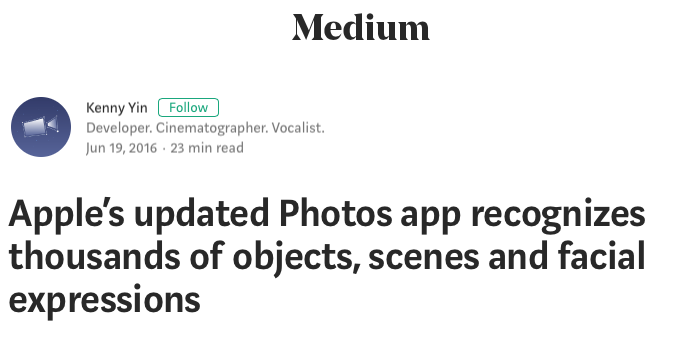 Medium
Kenny Yin Follow
Developer. Cinematographer. Vocalist.
Jun 19, 2016 · 23 min read
Apple’s updated Photos app recognizes
thousands of objects, scenes and facial
expressions